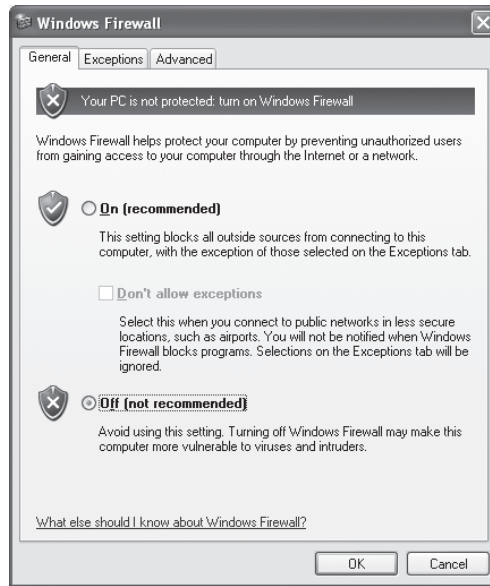 Windows Firewall
General Exceptions Advanced
Your PC is not protected: turn on Windows Firewall
Windows Firewall helps protect your computer by preventing unauthorized users
from gaining access to your computer through the Internet or a network.
On (recommended)
This setting blocks all outside sources from connecting to this
computer, with the exception of those selected on the Exceptions tab.
Don't allow exceptions
Select this when you connect to public networks in less secure
locations, such as airports. You will not be notified when Windows
Firewall blocks programs. Selections on the Exceptions tab will be
ignored.
Off (not recommended)
Avoid using this setting. Turning off Windows Firewall may make this
computer more vulnerable to viruses and intruders.
What else should I know about Windows Firewall?
OK Cancel